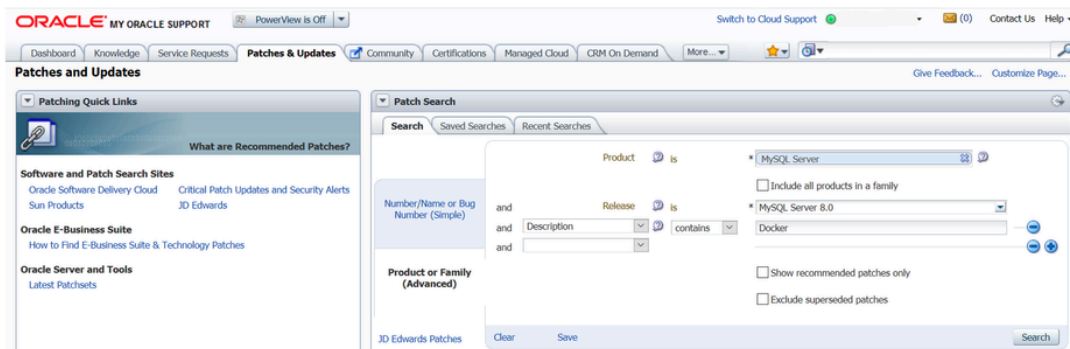 ORACLE® MY ORACLE SUPPORT PowerView is Off Switch to Cloud Support (0) Contact Us Help
Dashboard Knowledge Service Requests Patches & Updates Community Certifications Managed Cloud CRM On Demand More...
Patches and Updates Give Feedback... Customize Page...
Patching Quick Links
What are Recommended Patches?
Software and Patch Search Sites
Oracle Software Delivery Cloud Critical Patch Updates and Security Alerts
Sun Products JD Edwards
Oracle E-Business Suite
How to Find E-Business Suite & Technology Patches
Oracle Server and Tools
Latest Patchsets
Patch Search
Search Saved Searches Recent Searches
Number/Name or Bug
Number (Simple)
Product or Family
(Advanced)
JD Edwards Patches
Product is * MySQL Server
Include all products in a family
and Release is * MySQL Server 8.0
and Description contains Docker
and
Show recommended patches only
Exclude superseded patches
Clear Save Search